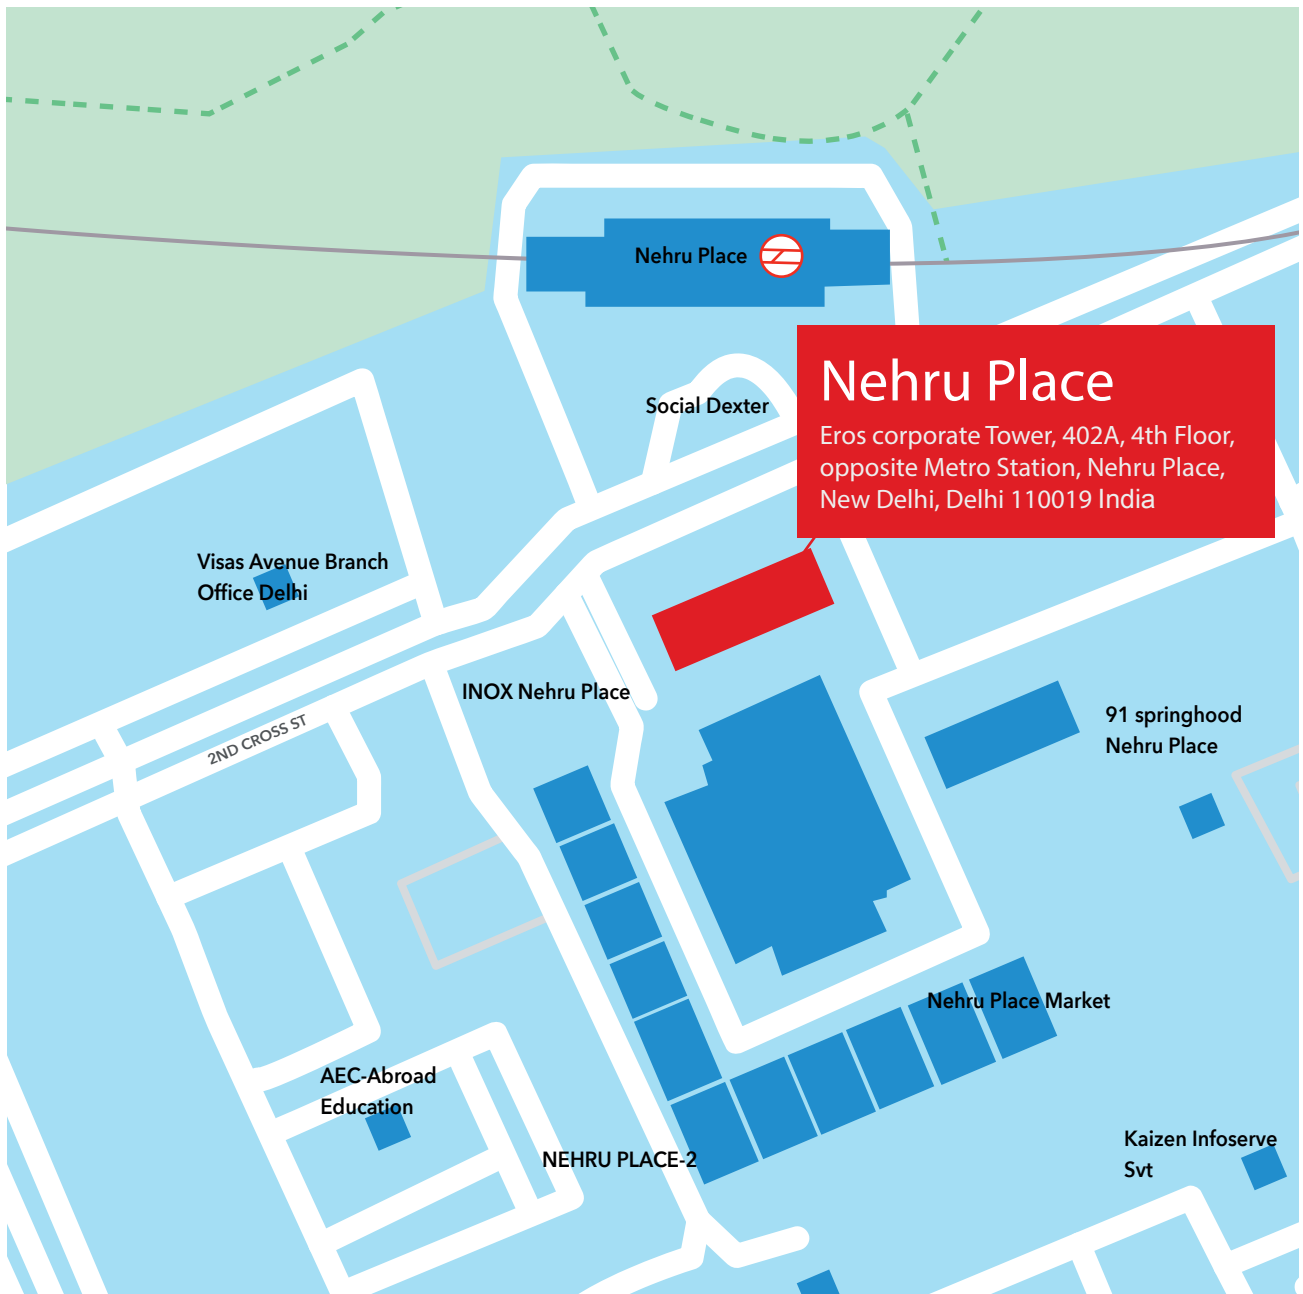 Nehru Place
Nehru Place
Eros corporate Tower, 402A, 4th Floor,
opposite Metro Station, Nehru Place,
New Delhi, Delhi 110019 India
Social Dexter
Visas Avenue Branch
Office Delhi
INOX Nehru Place
2ND CROSS ST
91 springhood
Nehru Place
Nehru Place Market
AEC-Abroad
Education
NEHRU PLACE-2
Kaizen Infoserve
Svt